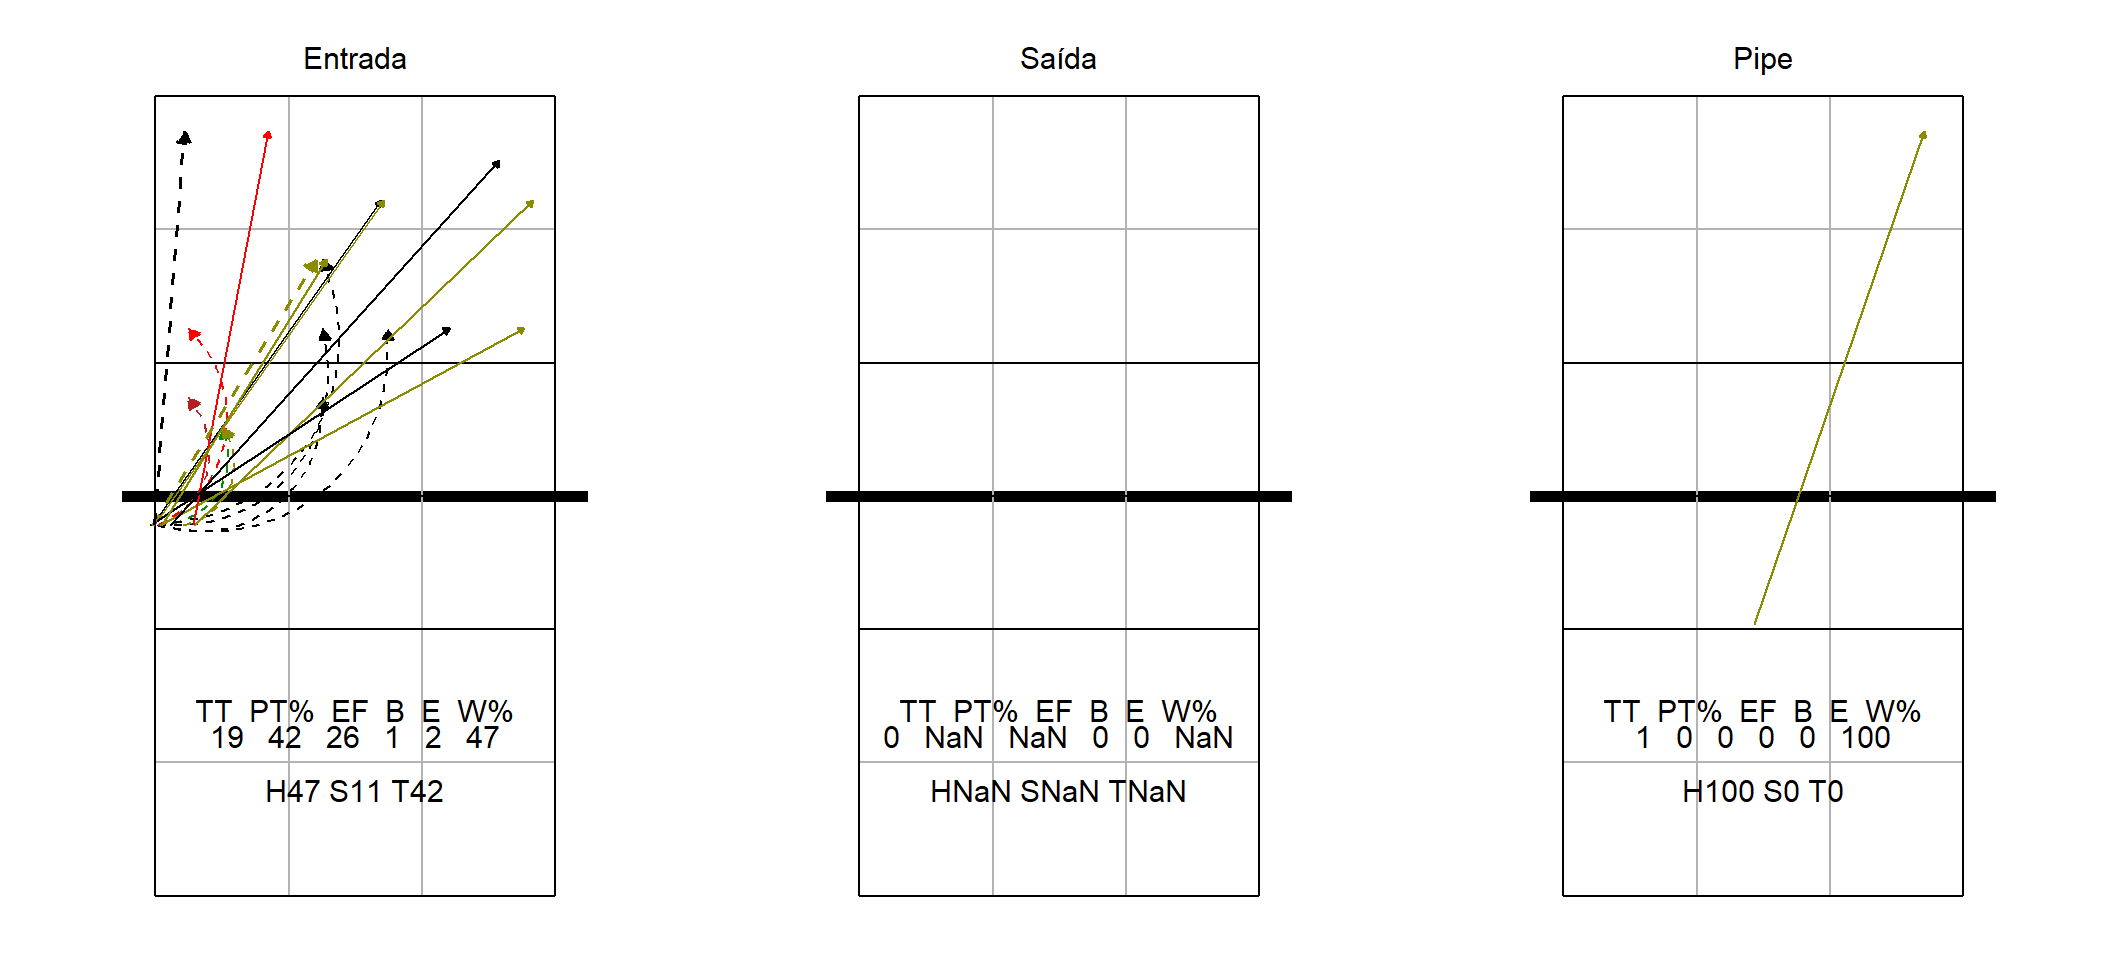 Entrada
TT PT% EF B E W%
19 42 26 1 2 47
H47 S11 T42
Saída
TT PT% EF B E W%
0 NaN NaN 0 0 NaN
HNaN SNaN TNaN
Pipe
TT PT% EF B E W%
1 0 0 0 0 100
H100 S0 T0